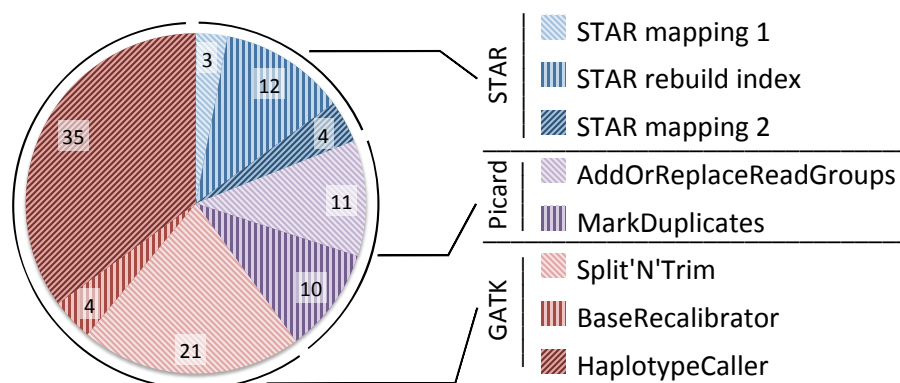 3
12
4
11
10
21
4
35
STAR
STAR mapping 1
STAR rebuild index
STAR mapping 2
Picard
AddOrReplaceReadGroups
MarkDuplicates
GATK
Split'N'Trim
BaseRecalibrator
HaplotypeCaller